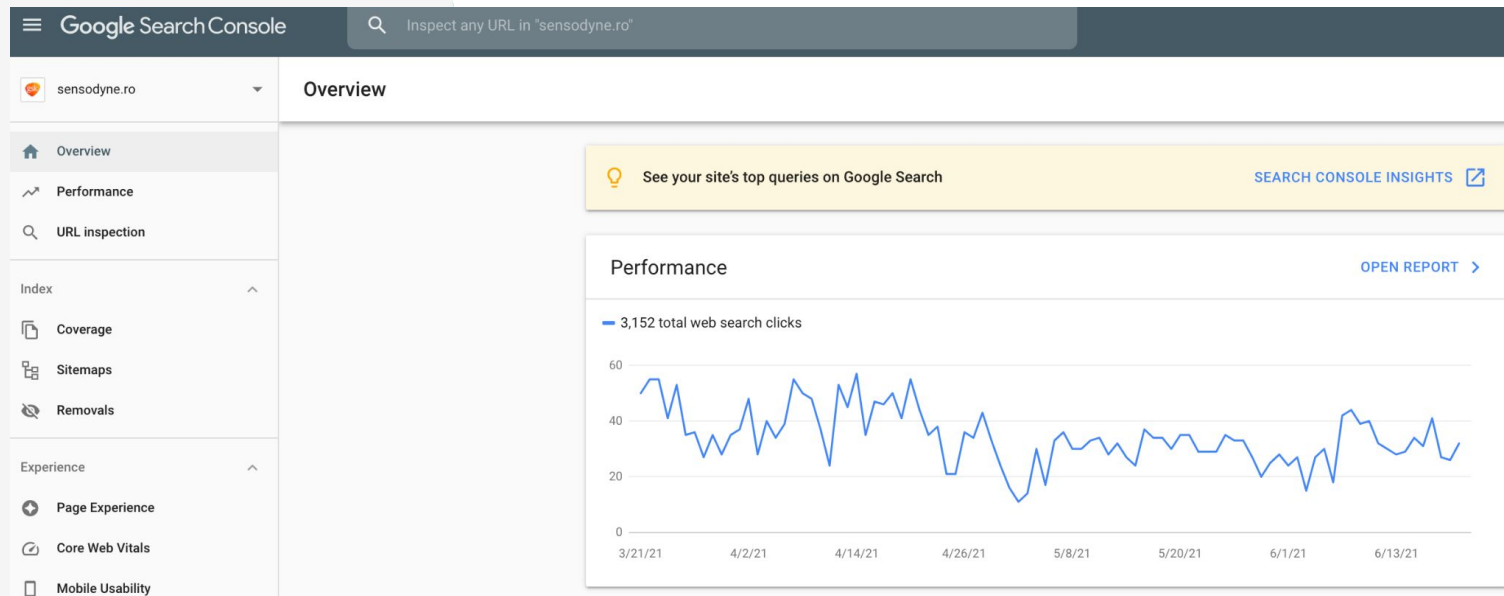 Google Search Console
Inspect any URL in "sensodyne.ro"
sensodyne.ro
Overview
Performance
URL inspection
Index
Coverage
Sitemaps
Removals
Experience
Page Experience
Core Web Vitals
Mobile Usability
Overview
See your site's top queries on Google Search
SEARCH CONSOLE INSIGHTS
Performance
OPEN REPORT
3,152 total web search clicks
60
40
20
0
3/21/21 4/2/21 4/14/21 4/26/21 5/8/21 5/20/21 6/1/21 6/13/21